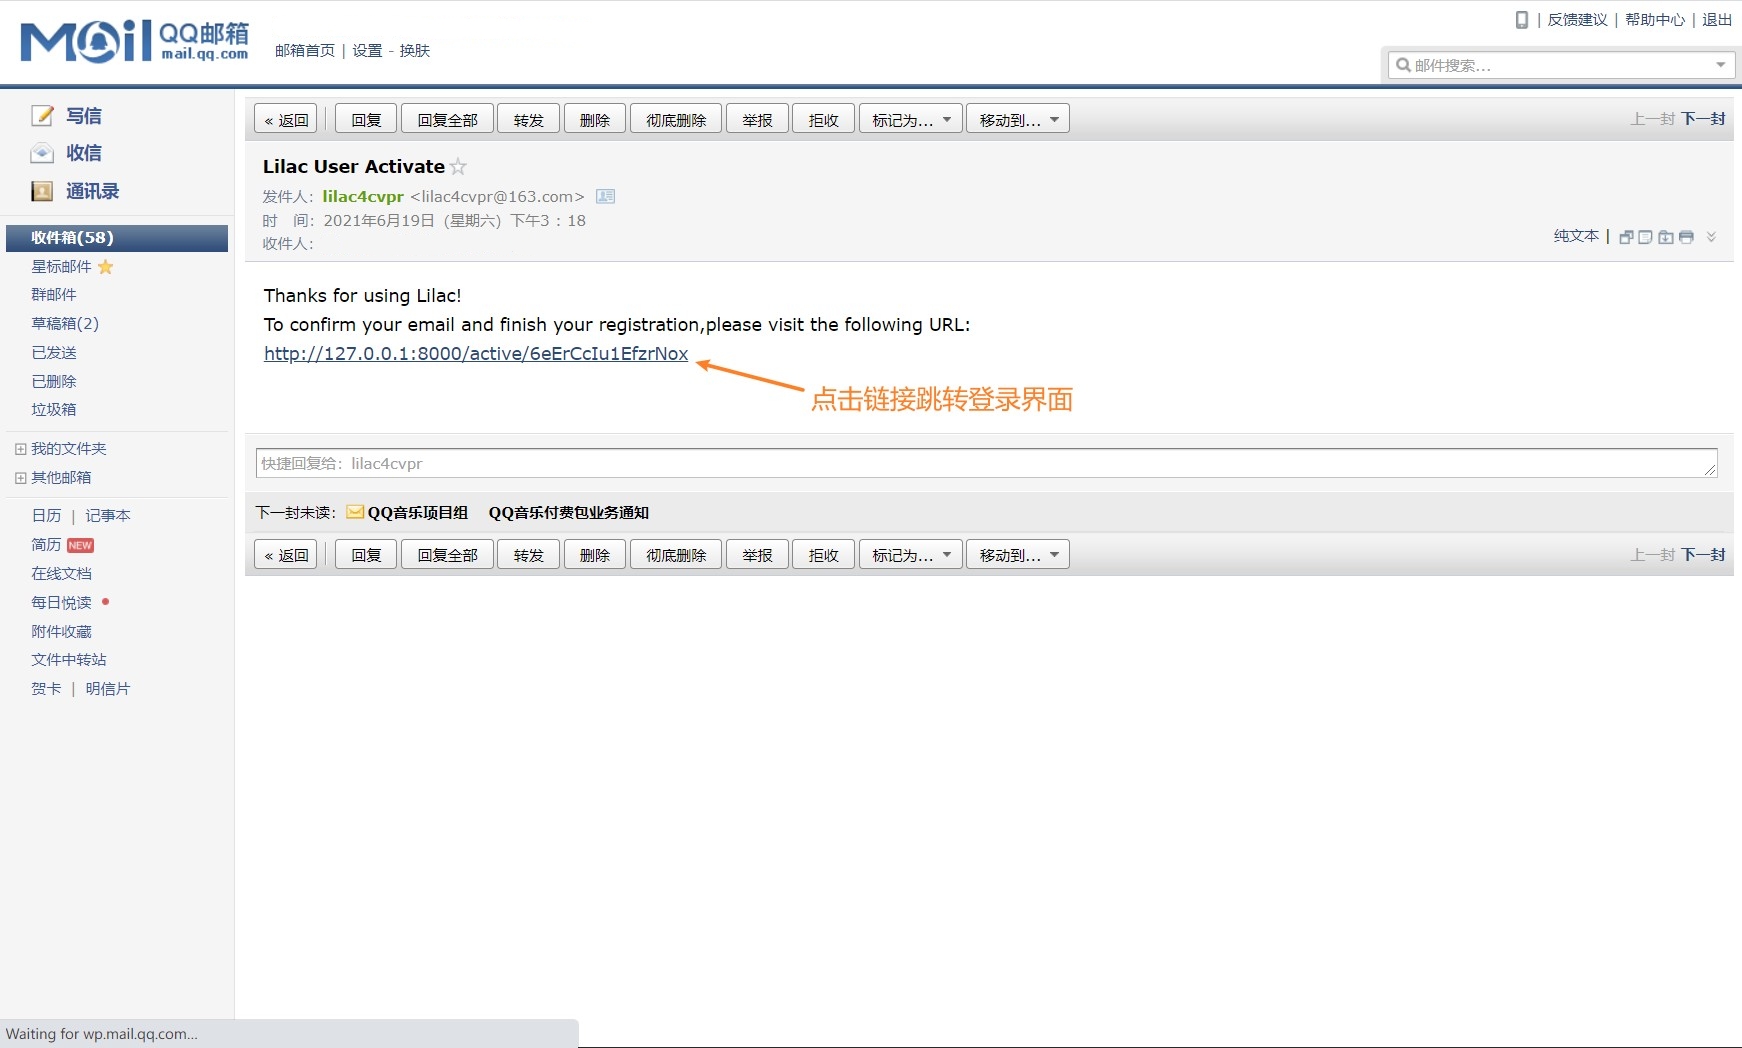 Mail QQ邮箱 mail.qq.com
邮箱首页 | 设置 - 换肤
| 反馈建议 | 帮助中心 | 退出
邮件搜索...
写信
收信
通讯录
收件箱(58)
星标邮件
群邮件
草稿箱(2)
已发送
已删除
垃圾箱
我的文件夹
其他邮箱
日历 | 记事本
简历 NEW
在线文档
每日悦读
附件收藏
文件中转站
贺卡 | 明信片
« 返回 回复 回复全部 转发 删除 彻底删除 举报 拒收 标记为... 移动到... 上一封 下一封
Lilac User Activate
发件人：lilac4cvpr <lilac4cvpr@163.com>
时 间：2021年6月19日（星期六）下午3：18
收件人：
纯文本 |
Thanks for using Lilac!
To confirm your email and finish your registration,please visit the following URL:
http://127.0.0.1:8000/active/6eErCcIu1EfzrNox
点击链接跳转登录界面
快捷回复给：lilac4cvpr
下一封未读： QQ音乐项目组 QQ音乐付费包业务通知
« 返回 回复 回复全部 转发 删除 彻底删除 举报 拒收 标记为... 移动到... 上一封 下一封
Waiting for wp.mail.qq.com...